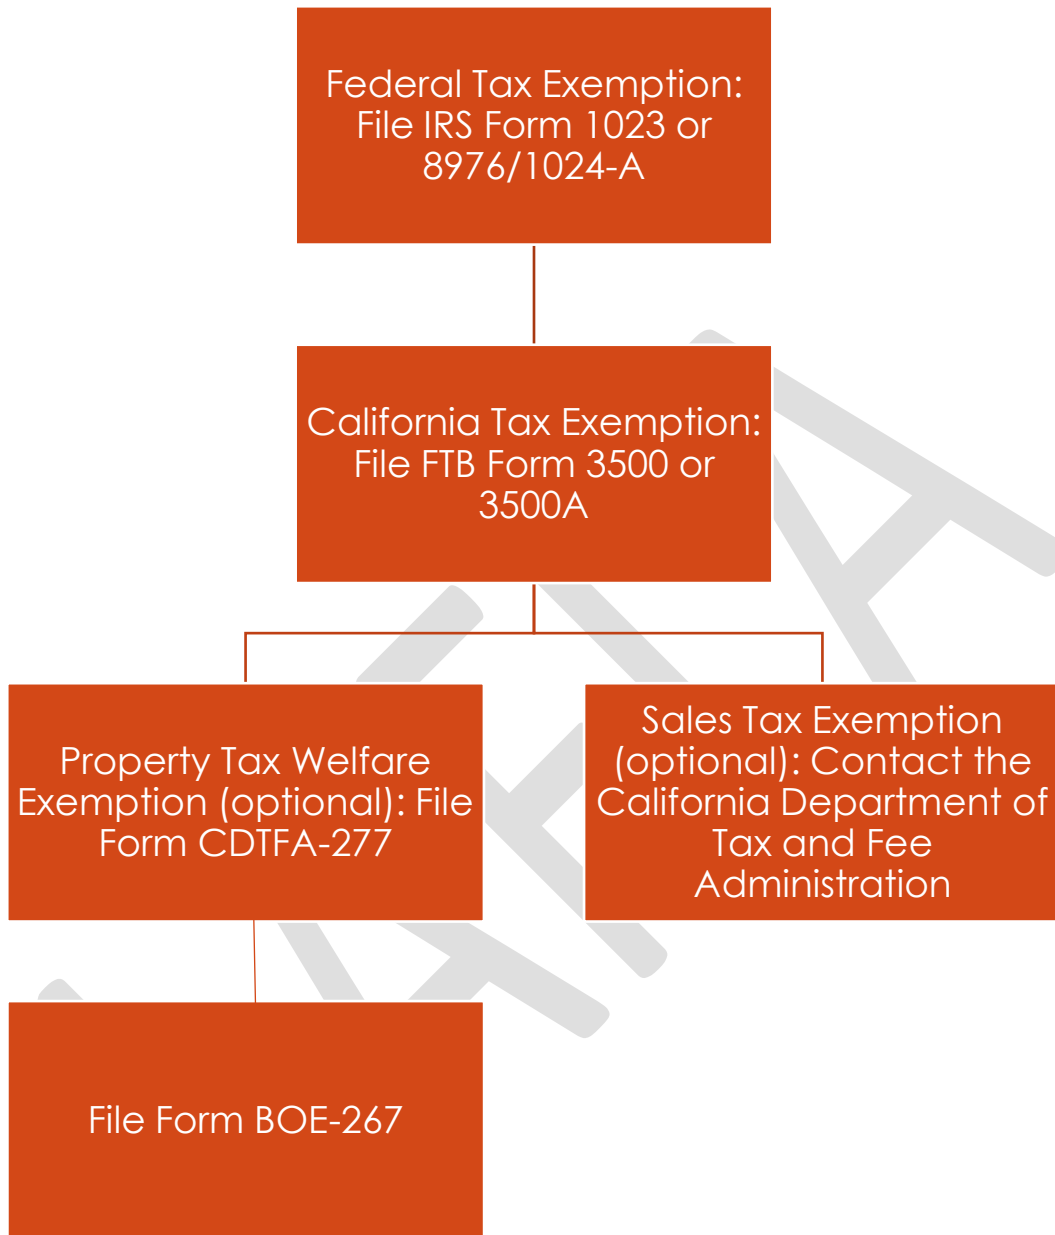 Federal Tax Exemption:
File IRS Form 1023 or
8976/1024-A
California Tax Exemption:
File FTB Form 3500 or
3500A
Property Tax Welfare
Exemption (optional): File
Form CDTFA-277
Sales Tax Exemption
(optional): Contact the
California Department of
Tax and Fee
Administration
File Form BOE-267